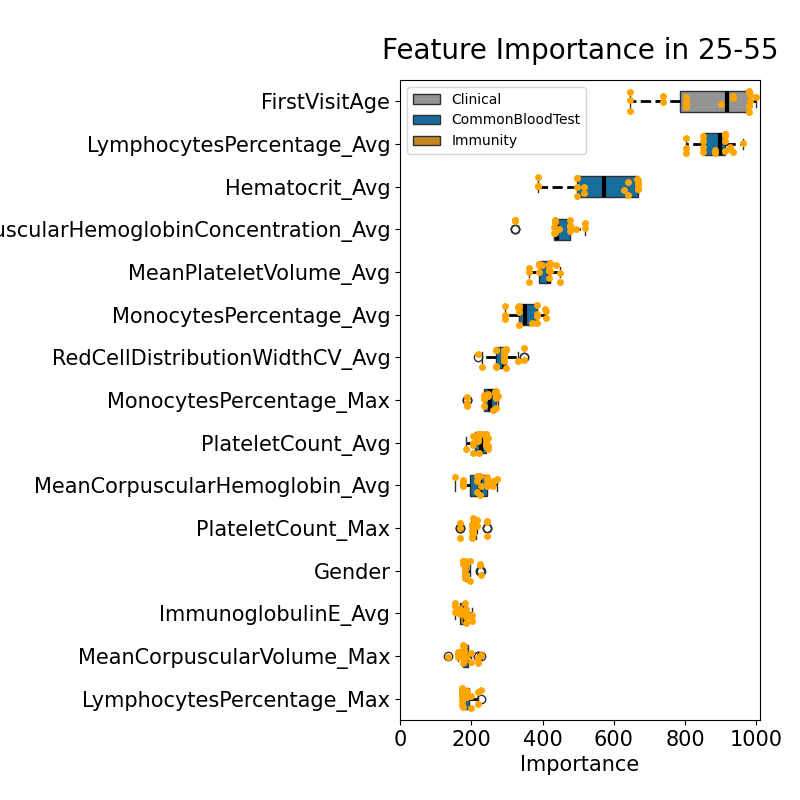 Feature Importance in 25-55
Clinical
CommonBloodTest
Immunity
FirstVisitAge
LymphocytesPercentage_Avg
Hematocrit_Avg
uscularHemoglobinConcentration_Avg
MeanPlateletVolume_Avg
MonocytesPercentage_Avg
RedCellDistributionWidthCV_Avg
MonocytesPercentage_Max
PlateletCount_Avg
MeanCorpuscularHemoglobin_Avg
PlateletCount_Max
Gender
ImmunoglobulinE_Avg
MeanCorpuscularVolume_Max
LymphocytesPercentage_Max
0 200 400 600 800 1000
Importance